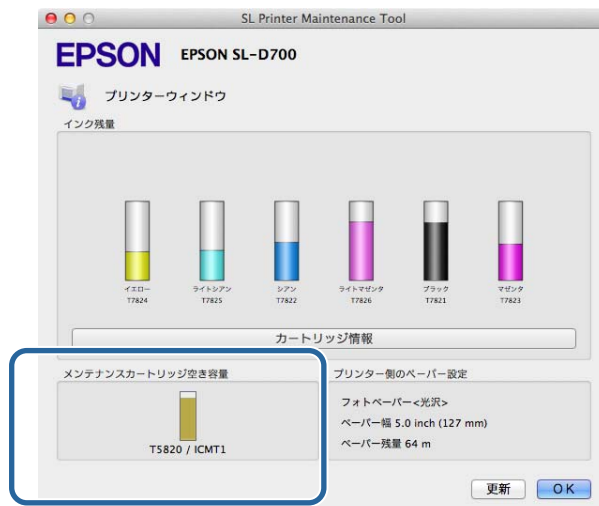 SL Printer Maintenance Tool
EPSON EPSON SL-D700
プリンターウィンドウ
インク残量
イエロー ライトシアン シアン ライトマゼンタ ブラック マゼンタ
T7824 T7825 T7822 T7826 T7821 T7823
カートリッジ情報
メンテナンスカートリッジ空き容量
T5820 / ICMT1
プリンター側のペーパー設定
フォトペーパー<光沢>
ペーパー幅 5.0 inch (127 mm)
ペーパー残量 64 m
更新 OK